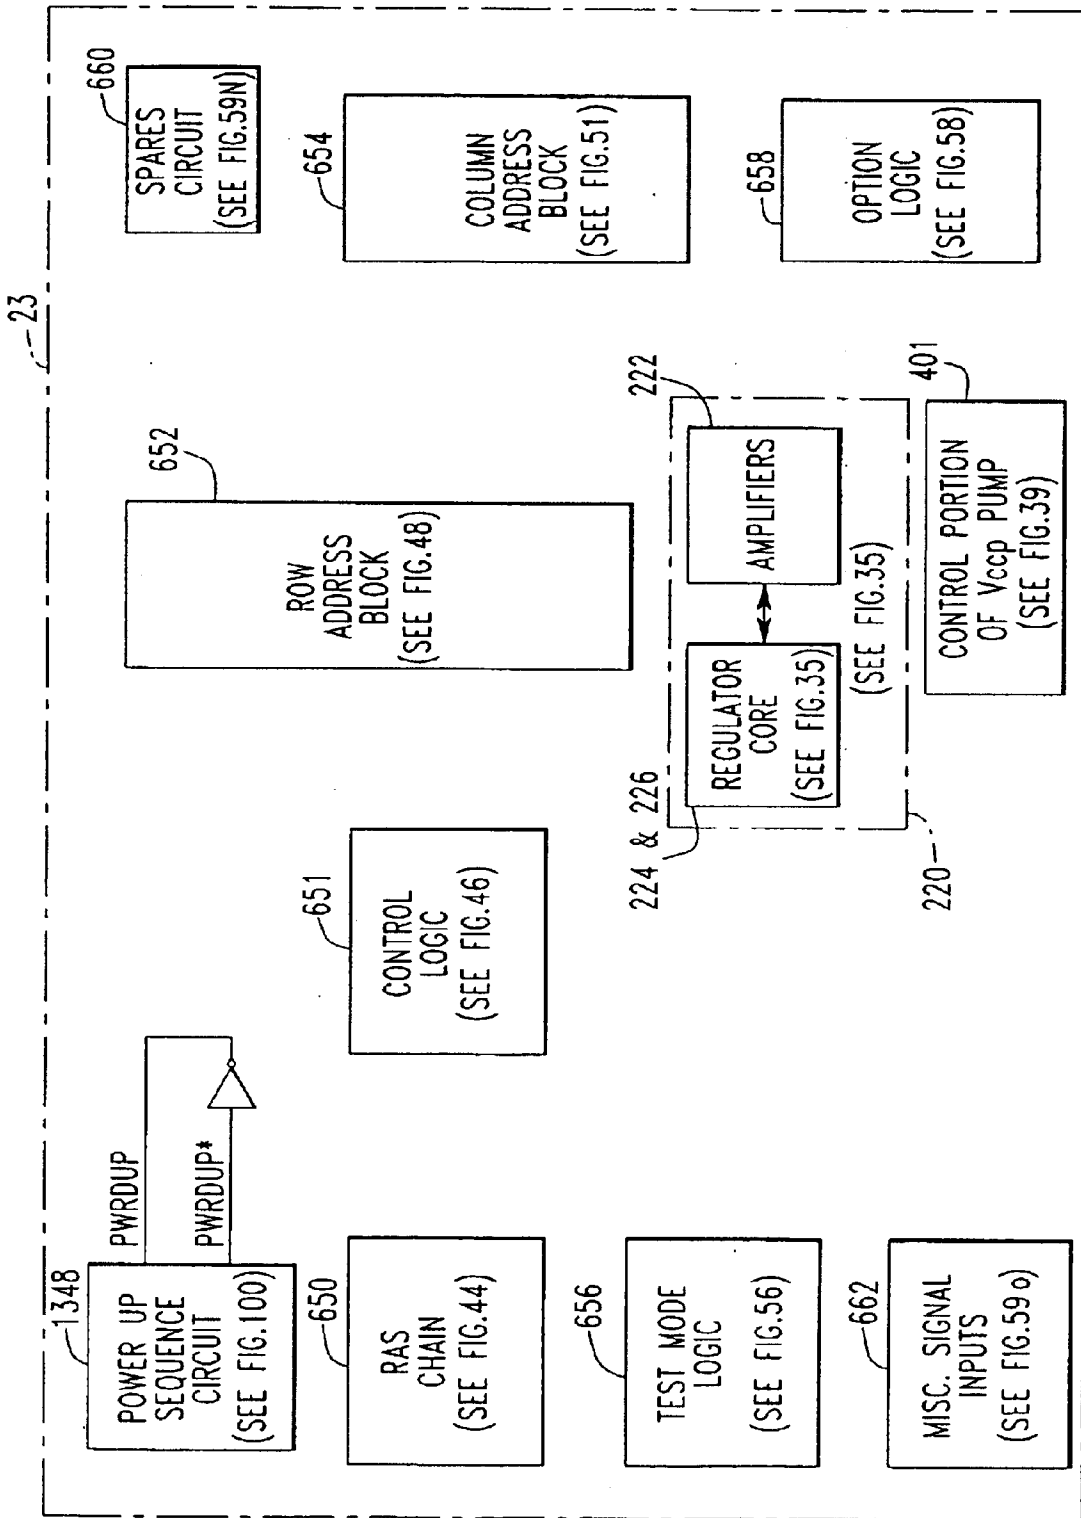 23
1348
POWER UP
SEQUENCE
CIRCUIT
(SEE FIG.100)
PWRDUP
PWRDUP*
660
SPARES
CIRCUIT
(SEE FIG.59N)
650
RAS
CHAIN
(SEE FIG.44)
651
CONTROL
LOGIC
(SEE FIG.46)
652
ROW
ADDRESS
BLOCK
(SEE FIG.48)
654
COLUMN
ADDRESS
BLOCK
(SEE FIG.51)
656
TEST MODE
LOGIC
(SEE FIG.56)
224 & 226
REGULATOR
CORE
(SEE FIG.35)
222
AMPLIFIERS
(SEE FIG.35)
220
658
OPTION
LOGIC
(SEE FIG.58)
662
MISC. SIGNAL
INPUTS
(SEE FIG.59o)
401
CONTROL PORTION
OF Vccp PUMP
(SEE FIG.39)